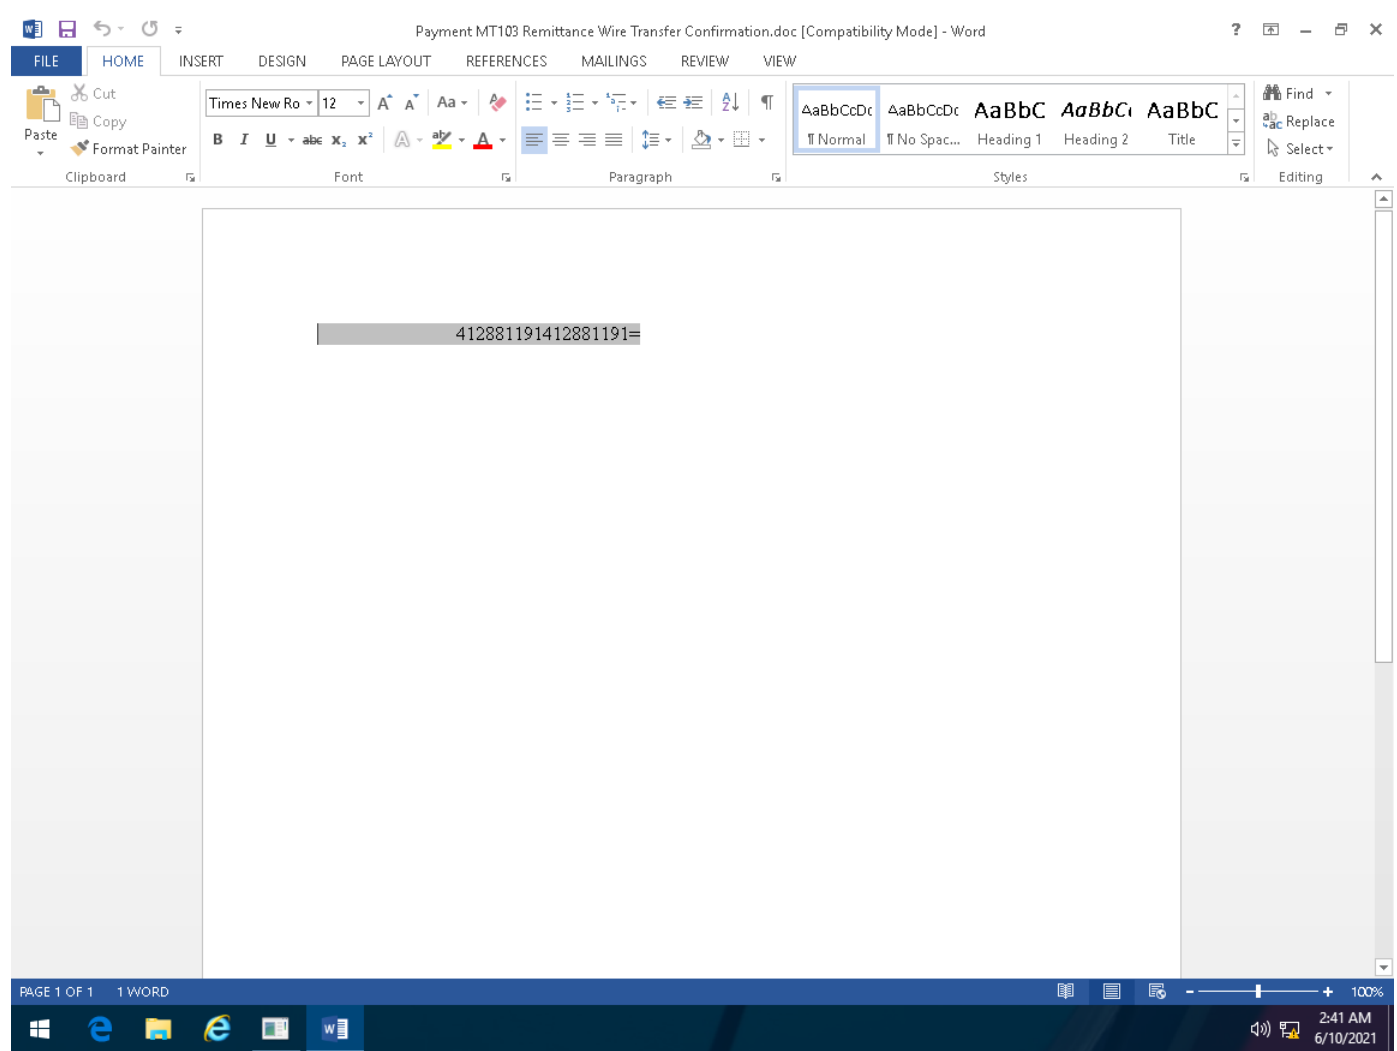 Payment MT103 Remittance Wire Transfer Confirmation.doc [Compatibility Mode] - Word
FILE HOME INSERT DESIGN PAGE LAYOUT REFERENCES MAILINGS REVIEW VIEW
Paste
Cut
Copy
Format Painter
Clipboard
Times New Ro 12
Font
Paragraph
AaBbCcDc AaBbCcDc AaBbC AaBbCc AaBbC
¶ Normal ¶ No Spac... Heading 1 Heading 2 Title
Styles
Find
Replace
Select
Editing
412881191412881191=
PAGE 1 OF 1 1 WORD 100%
2:41 AM
6/10/2021